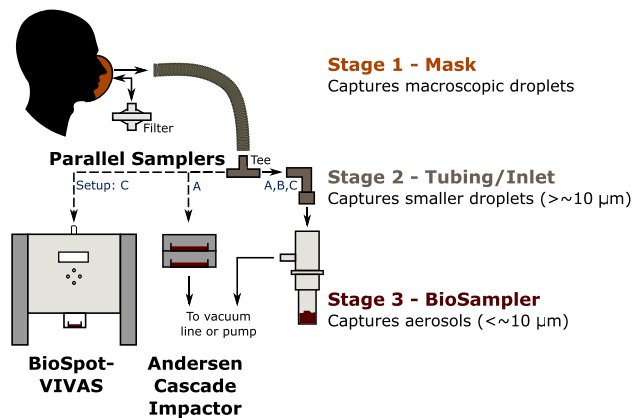 Stage 1 - Mask
Captures macroscopic droplets
Filter
Parallel Samplers
Tee
Setup: C
A
A,B,C
Stage 2 - Tubing/Inlet
Captures smaller droplets (>~10 µm)
To vacuum
line or pump
Stage 3 - BioSampler
Captures aerosols (<~10 µm)
BioSpot-
VIVAS
Andersen
Cascade
Impactor